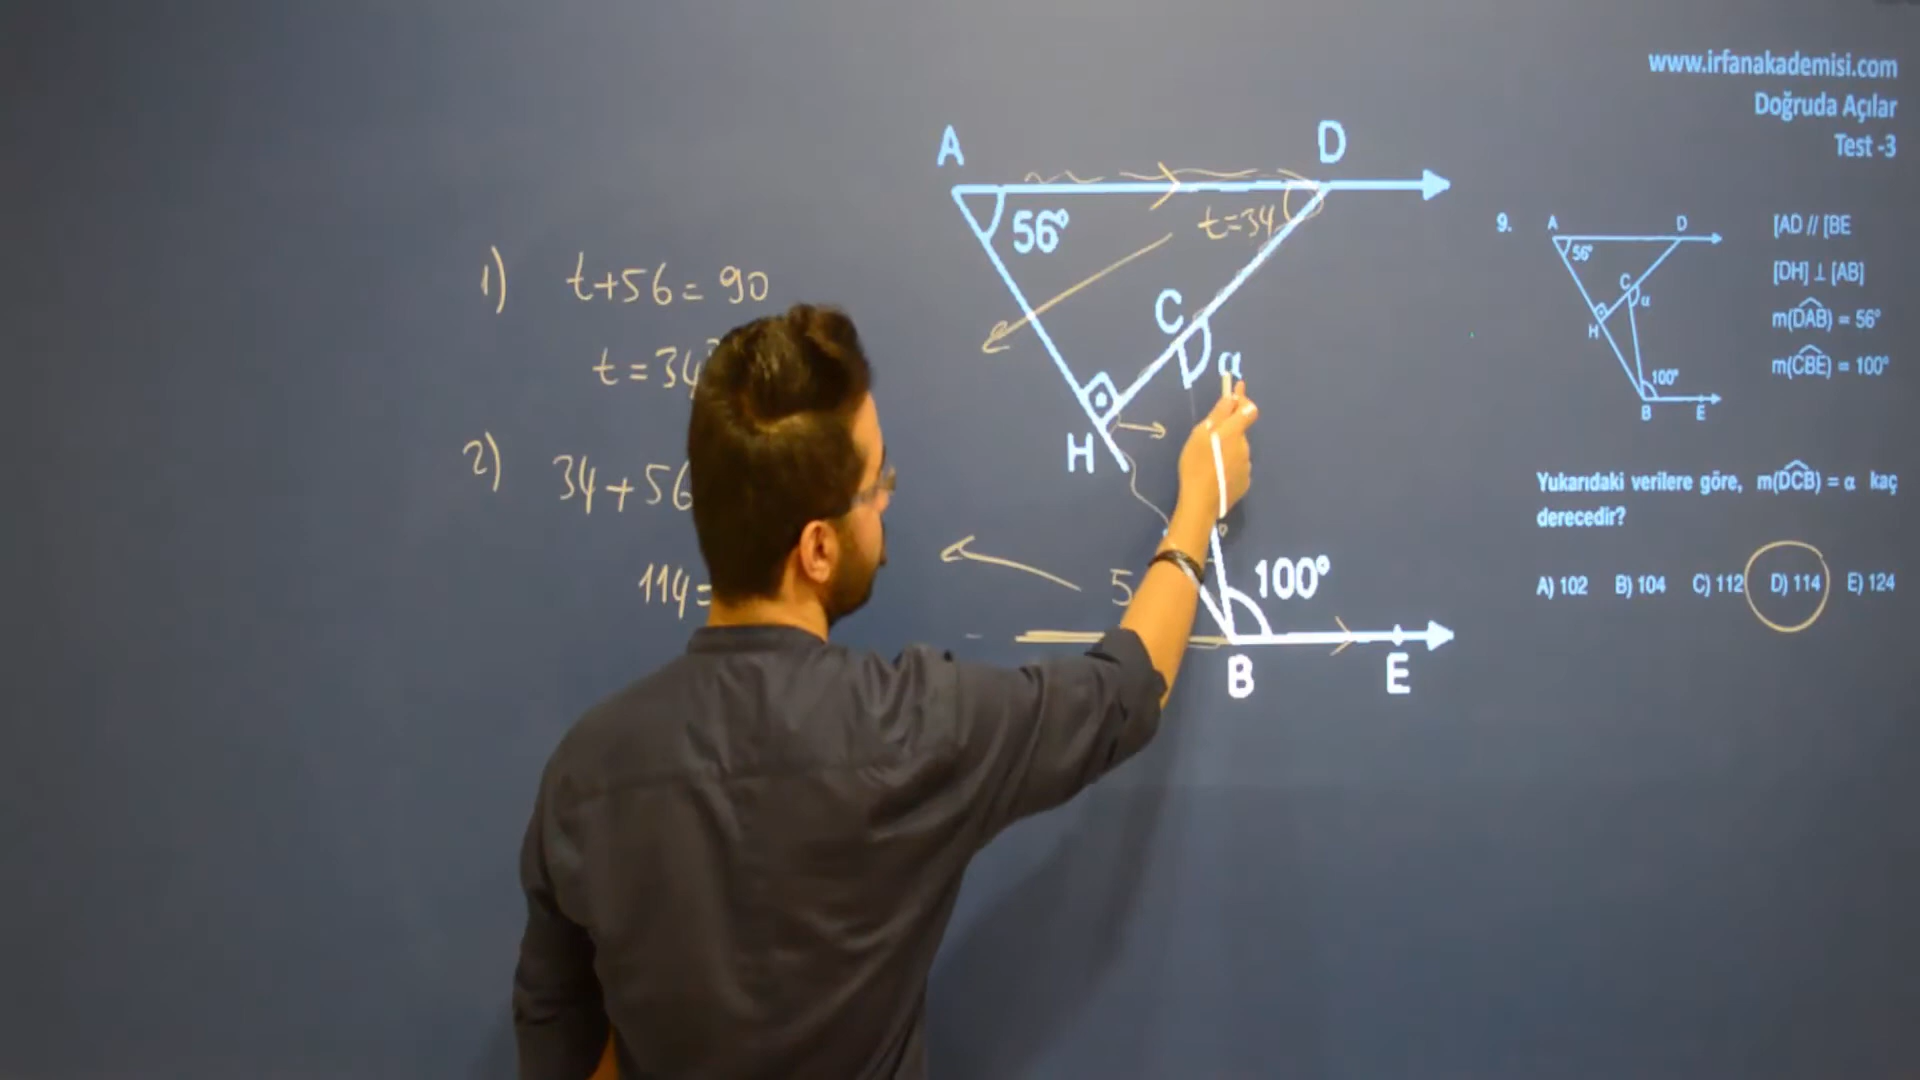 www.irfanakademisi.com
Doğruda Açılar
Test -3
1) t+56=90
t=34
2) 34+56
114=
A
D
56°
t=34
C
α
H
5
100°
B
E
9.
A
D
56°
C
α
H
100°
B
E
[AD // [BE
[DH] ⊥ [AB]
m(DAB) = 56°
m(CBE) = 100°
Yukarıdaki verilere göre, m(DCB) = α kaç
derecedir?
A) 102 B) 104 C) 112 D) 114 E) 124